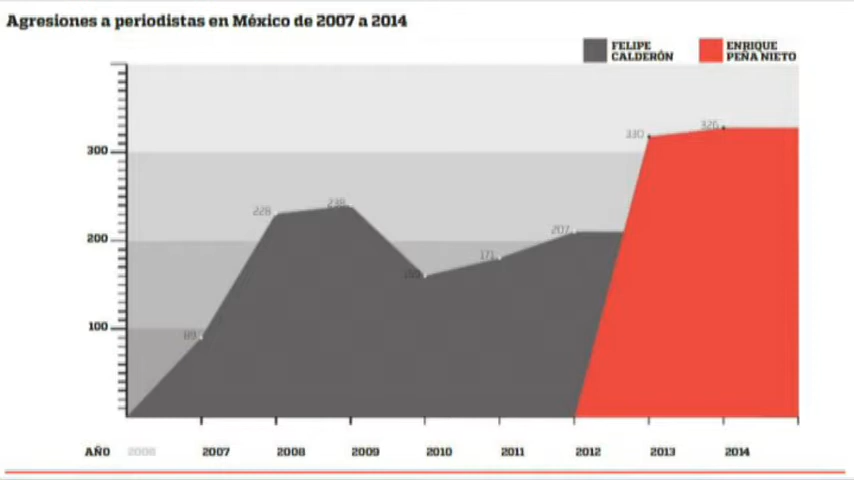 Agresiones a periodistas en México de 2007 a 2014
FELIPE
CALDERÓN
ENRIQUE
PEÑA NIETO
330
326
300
228
238
200
207
171
100
89
AÑO 2006 2007 2008 2009 2010 2011 2012 2013 2014